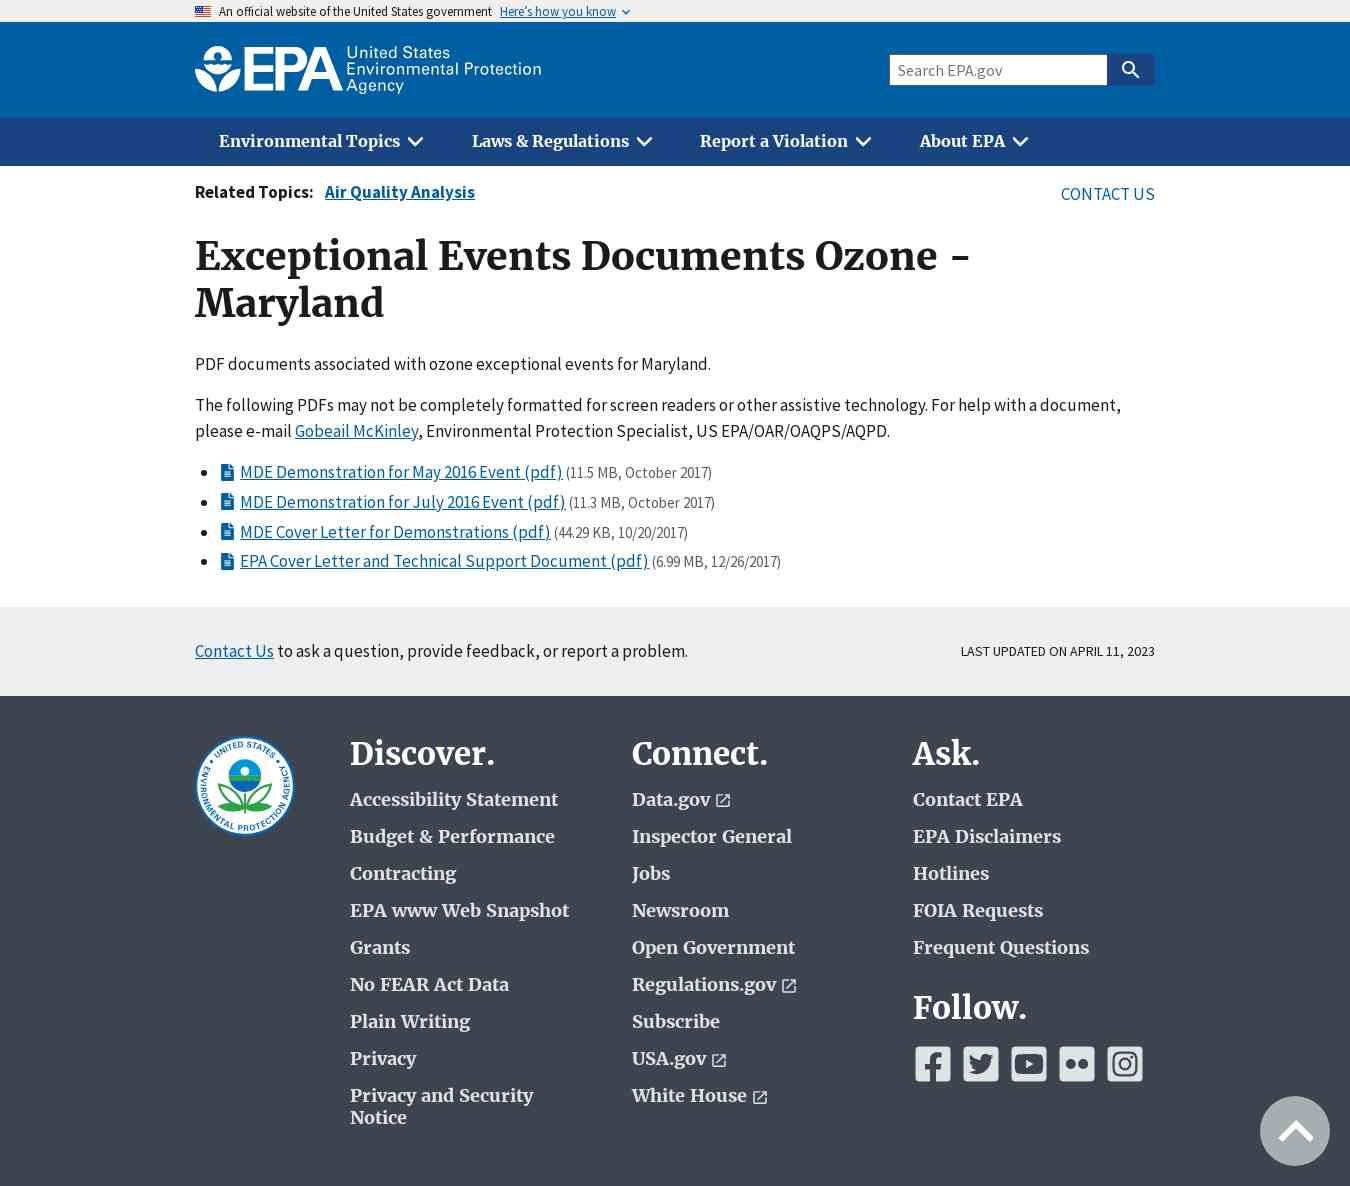 An official website of the United States government Here's how you know
EPA United States
Environmental Protection
Agency
Search EPA.gov
Environmental Topics Laws & Regulations Report a Violation About EPA
Related Topics: Air Quality Analysis CONTACT US
Exceptional Events Documents Ozone -
Maryland
PDF documents associated with ozone exceptional events for Maryland.
The following PDFs may not be completely formatted for screen readers or other assistive technology. For help with a document,
please e-mail Gobeail McKinley, Environmental Protection Specialist, US EPA/OAR/OAQPS/AQPD.
MDE Demonstration for May 2016 Event (pdf) (11.5 MB, October 2017)
MDE Demonstration for July 2016 Event (pdf) (11.3 MB, October 2017)
MDE Cover Letter for Demonstrations (pdf) (44.29 KB, 10/20/2017)
EPA Cover Letter and Technical Support Document (pdf) (6.99 MB, 12/26/2017)
Contact Us to ask a question, provide feedback, or report a problem. LAST UPDATED ON APRIL 11, 2023
UNITED STATES
ENVIRONMENTAL PROTECTION AGENCY
Discover.
Accessibility Statement
Budget & Performance
Contracting
EPA www Web Snapshot
Grants
No FEAR Act Data
Plain Writing
Privacy
Privacy and Security
Notice
Connect.
Data.gov
Inspector General
Jobs
Newsroom
Open Government
Regulations.gov
Subscribe
USA.gov
White House
Ask.
Contact EPA
EPA Disclaimers
Hotlines
FOIA Requests
Frequent Questions
Follow.